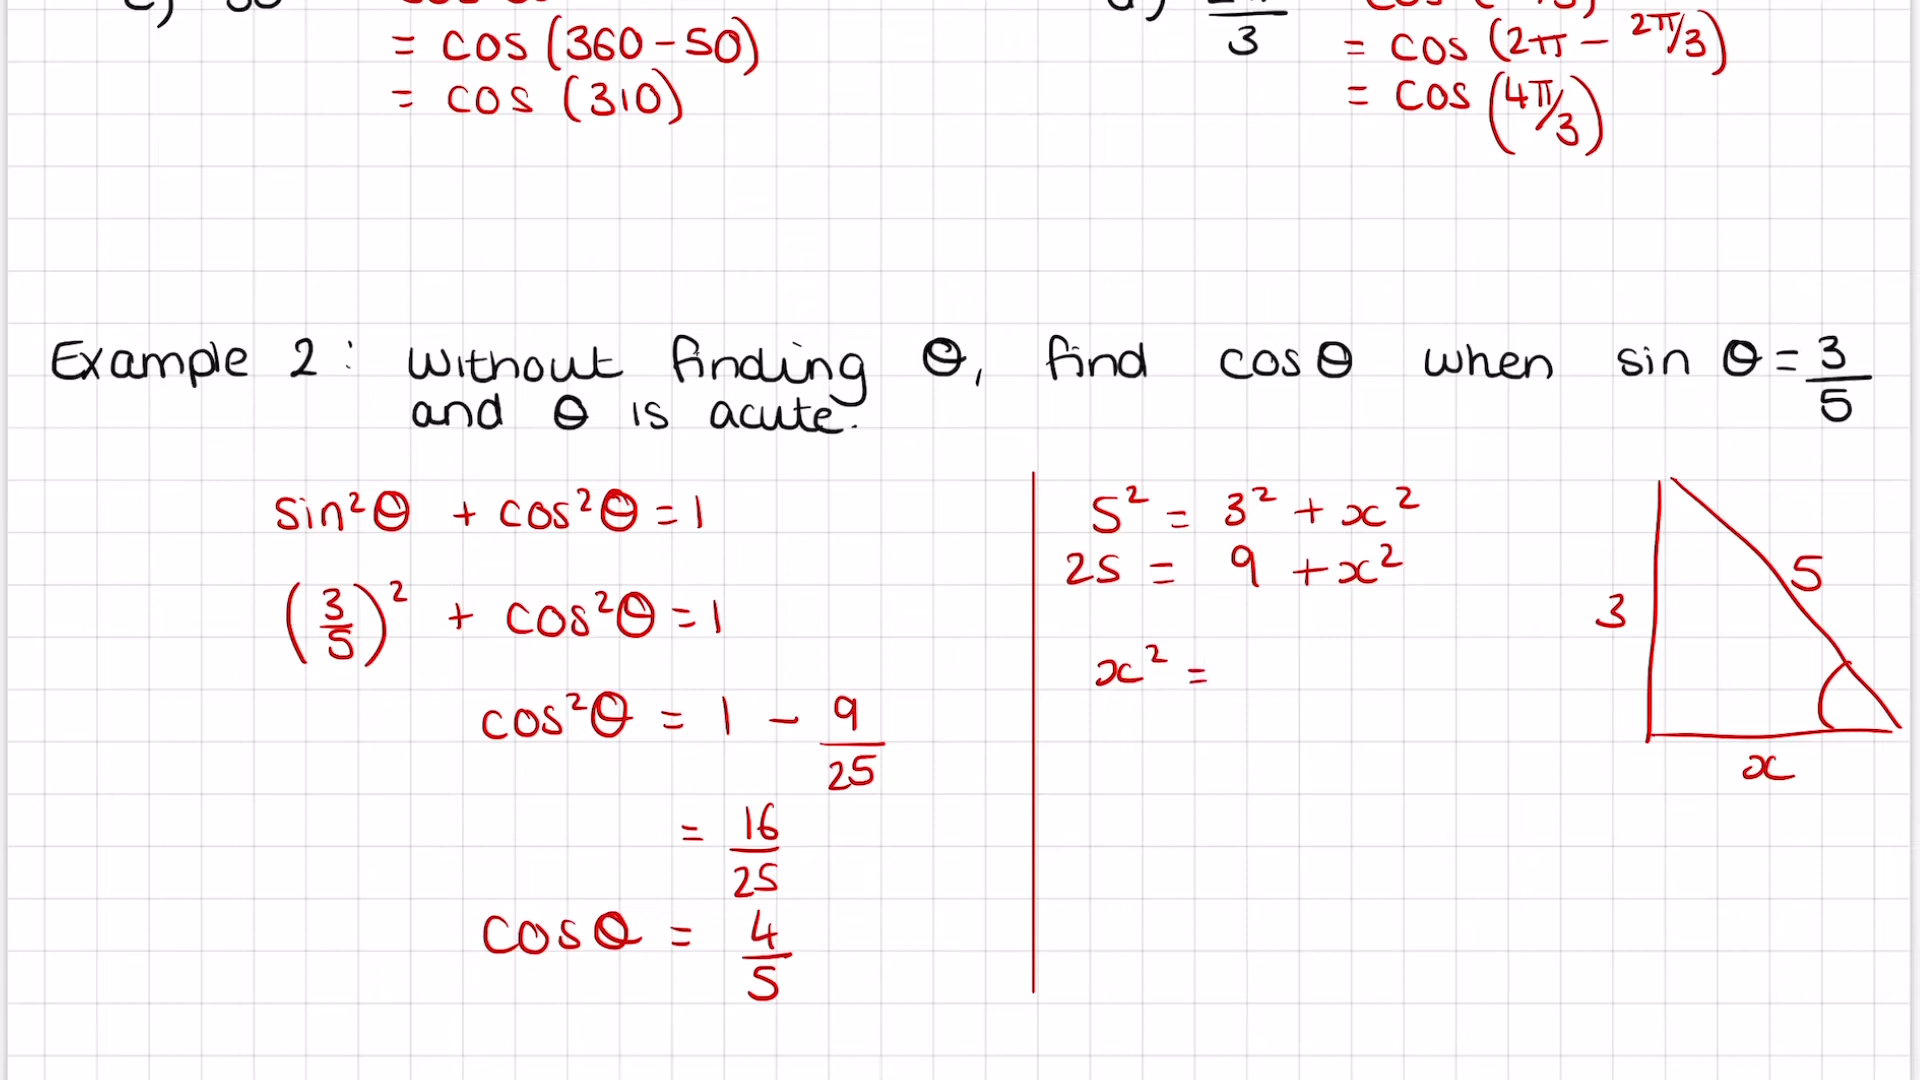 = cos (360 - 50)
= cos (310)
3
= cos (2π - 2π/3)
= cos (4π/3)
Example 2: Without finding θ, find cos θ when sin θ = 3/5
and θ is acute.
sin²θ + cos²θ = 1
(3/5)² + cos²θ = 1
cos²θ = 1 - 9/25
= 16/25
cos θ = 4/5
5² = 3² + x²
25 = 9 + x²
x² =
3
5
x